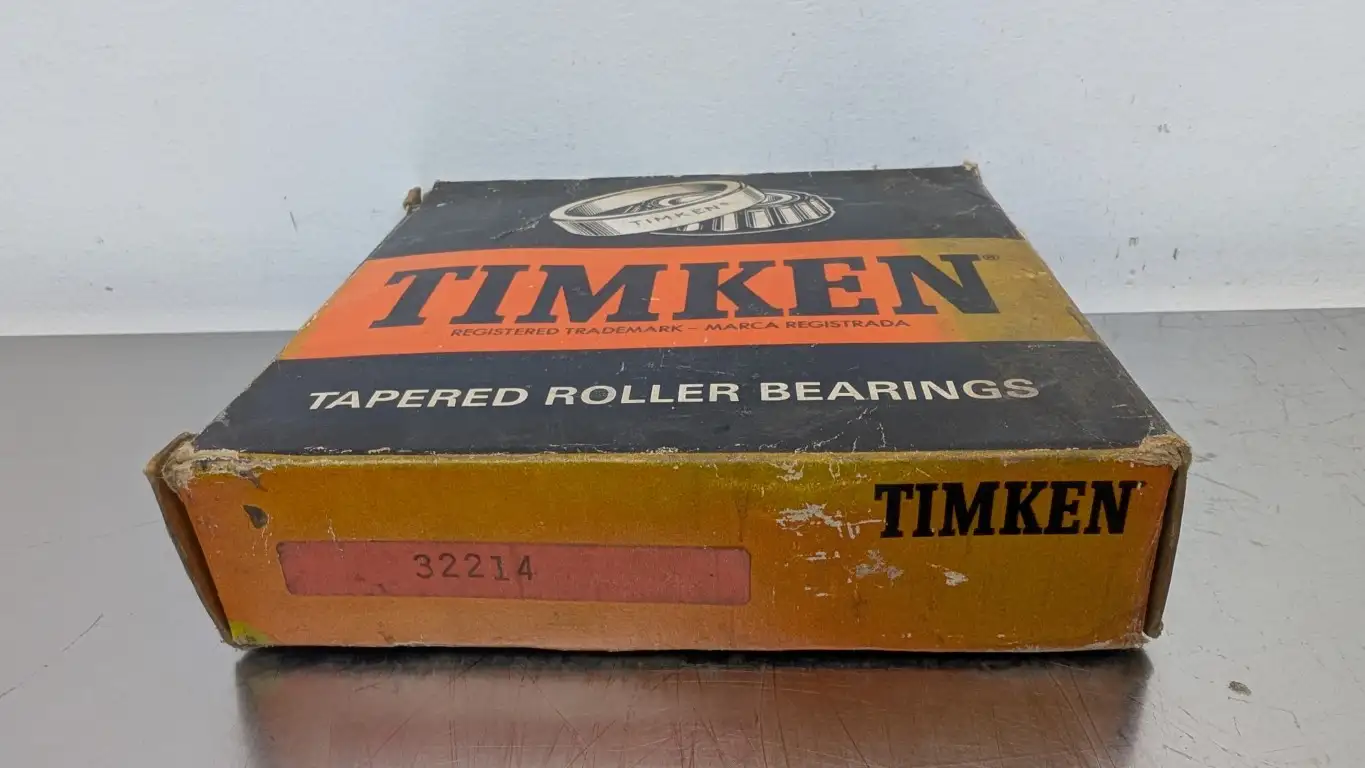 TIMKEN®
TIMKEN®
REGISTERED TRADEMARK – MARCA REGISTRADA
TAPERED ROLLER BEARINGS
TIMKEN
32214